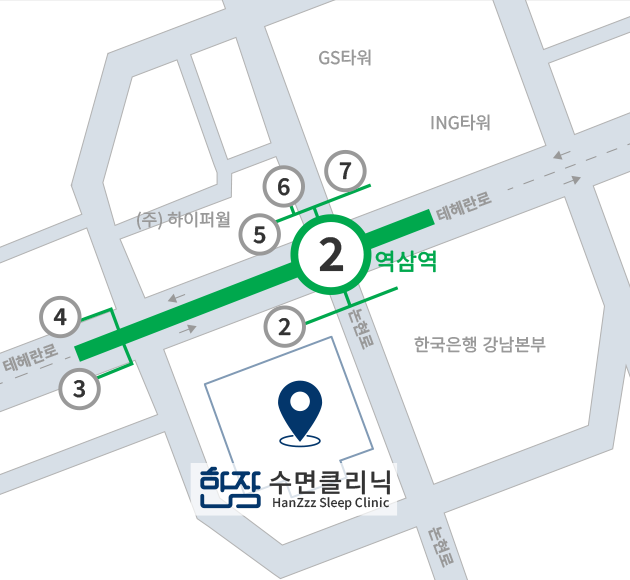 GS타워
ING타워
7
6
(주) 하이퍼월
5
테헤란로
2
역삼역
4
2
논현로
한국은행 강남본부
테헤란로
3
한잠 수면클리닉
HanZzz Sleep Clinic
논현로